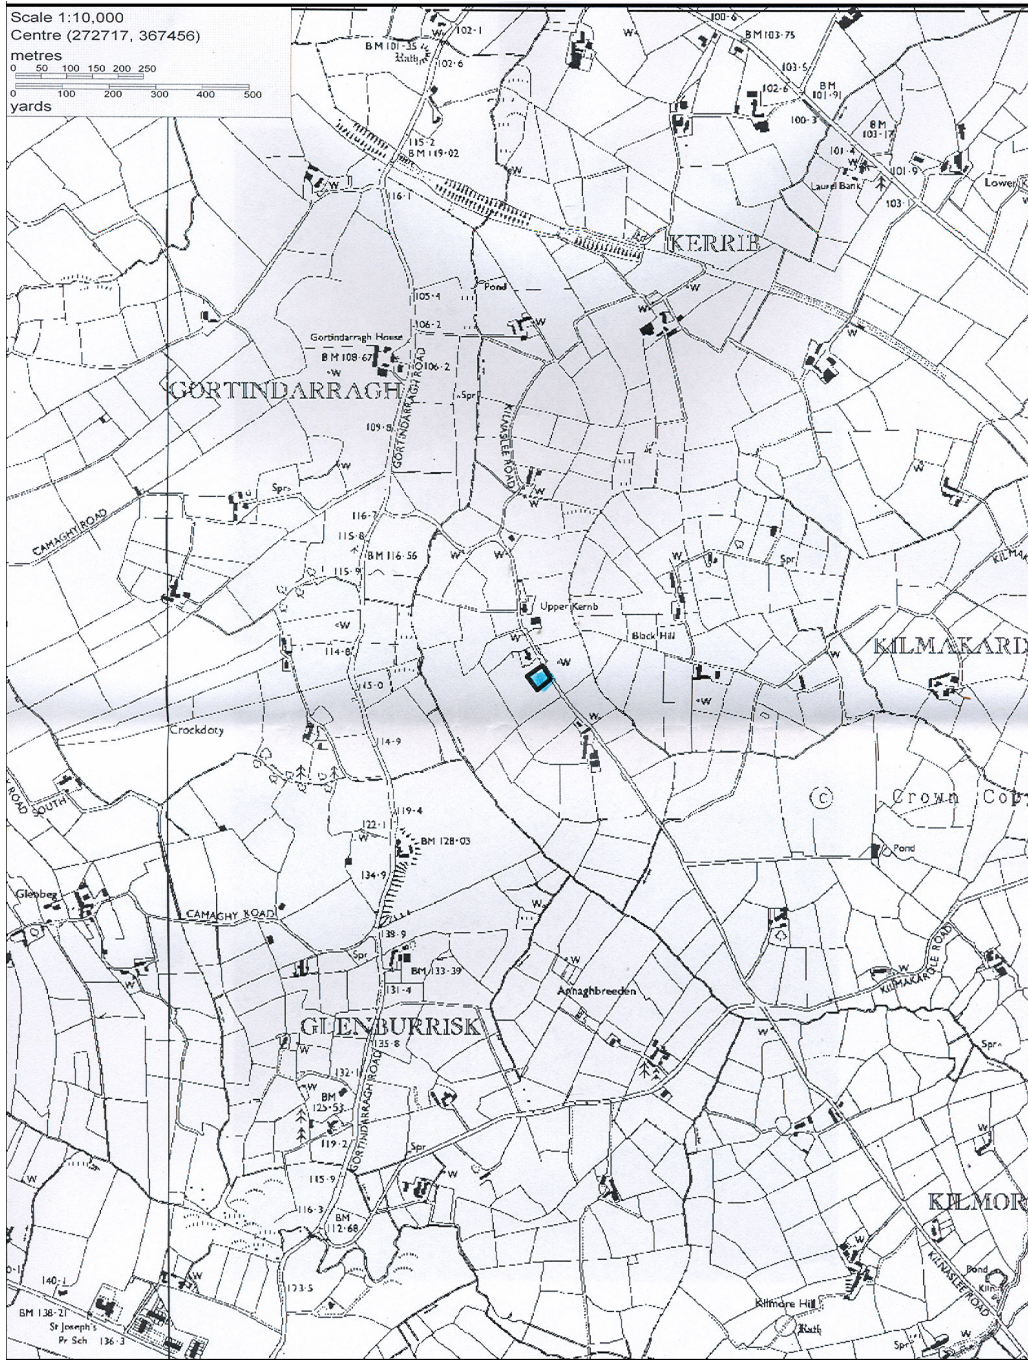 Scale 1:10,000
Centre (272717, 367456)
metres
0 50 100 150 200 250
0 100 200 300 400 500
yards
100·6
102·1
W
BM 103·75
BM 101·35
Rath
102·6
103·5
102·6
BM
101·91
100·3
BM
103·17
115·2
BM 119·02
101·4
W
101·9
W
W
Laurel Bank
Lower
116·1
103·
KERRIB
Pond
W
105·4
W
106·2
W
W
Gortindarragh House
BM 108·67
106·2
W
GORTINDARRAGH
GORTINDARRAGH ROAD
Spr
KILNASLEE ROAD
109·8
W
W
Spr
W
W
116·7
CAMAGHY ROAD
115·8
BM 116·56
W
W
W
Spr
115·9
KILMAK
Upper Kerrib
W
W
Black Hill
114·8
W
W
KILMAKARD
W
Crockdoty
W
114·9
ROAD SOUTH
119·4
122·1
W
BM 128·03
C Crown Cop
Pond
134·9
Glenbeg
W
CAMAGHY ROAD
138·9
Spr
BM 133·39
W
W
KILMAKARDLE ROAD
W
131·4
Annaghbreeden
GLENBURRISK
W
135·8
W
Spr
132·1
W
BM
125·53
GORTINDARRAGH ROAD
119·2
Spr
W
W
W
115·9
116·3
BM
112·68
KILMOR
W
W
KILNASLEE ROAD
140·1
123·5
Pond
Kiln
BM 138·21
Kilmore Hill
St Joseph's
Pr Sch
136·3
Rath
W
Spr